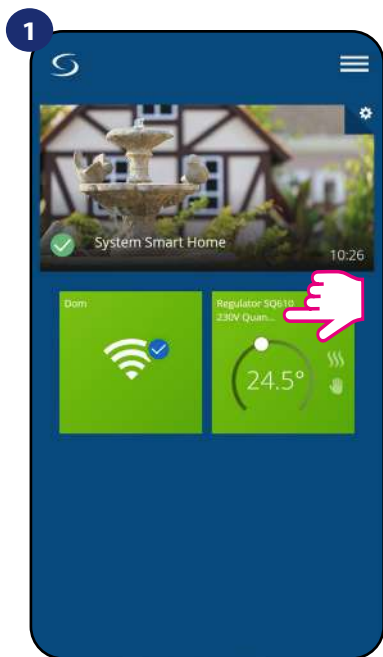 1
System Smart Home
10:26
Dom
Regulator SQ610
230V Quan...
24.5°